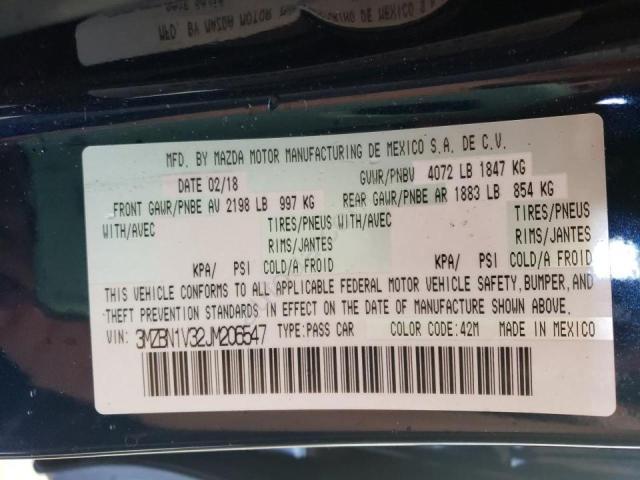 MFD. BY MAZDA MOTOR MANUFACTURING DE MEXICO S.A. DE C.V.
DATE 02/18 GVWR/PNBV 4072 LB 1847 KG
FRONT GAWR/PNBE AV 2198 LB 997 KG REAR GAWR/PNBE AR 1883 LB 854 KG
WITH/AVEC TIRES/PNEUS WITH/AVEC TIRES/PNEUS
RIMS/JANTES RIMS/JANTES
KPA/ PSI COLD/A FROID KPA/ PSI COLD/A FROID
THIS VEHICLE CONFORMS TO ALL APPLICABLE FEDERAL MOTOR VEHICLE SAFETY, BUMPER, AND
THEFT PREVENTION STANDARDS IN EFFECT ON THE DATE OF MANUFACTURE SHOWN ABOVE.
VIN: 3MZBN1V32JM206547 TYPE: PASS CAR COLOR CODE: 42M MADE IN MEXICO